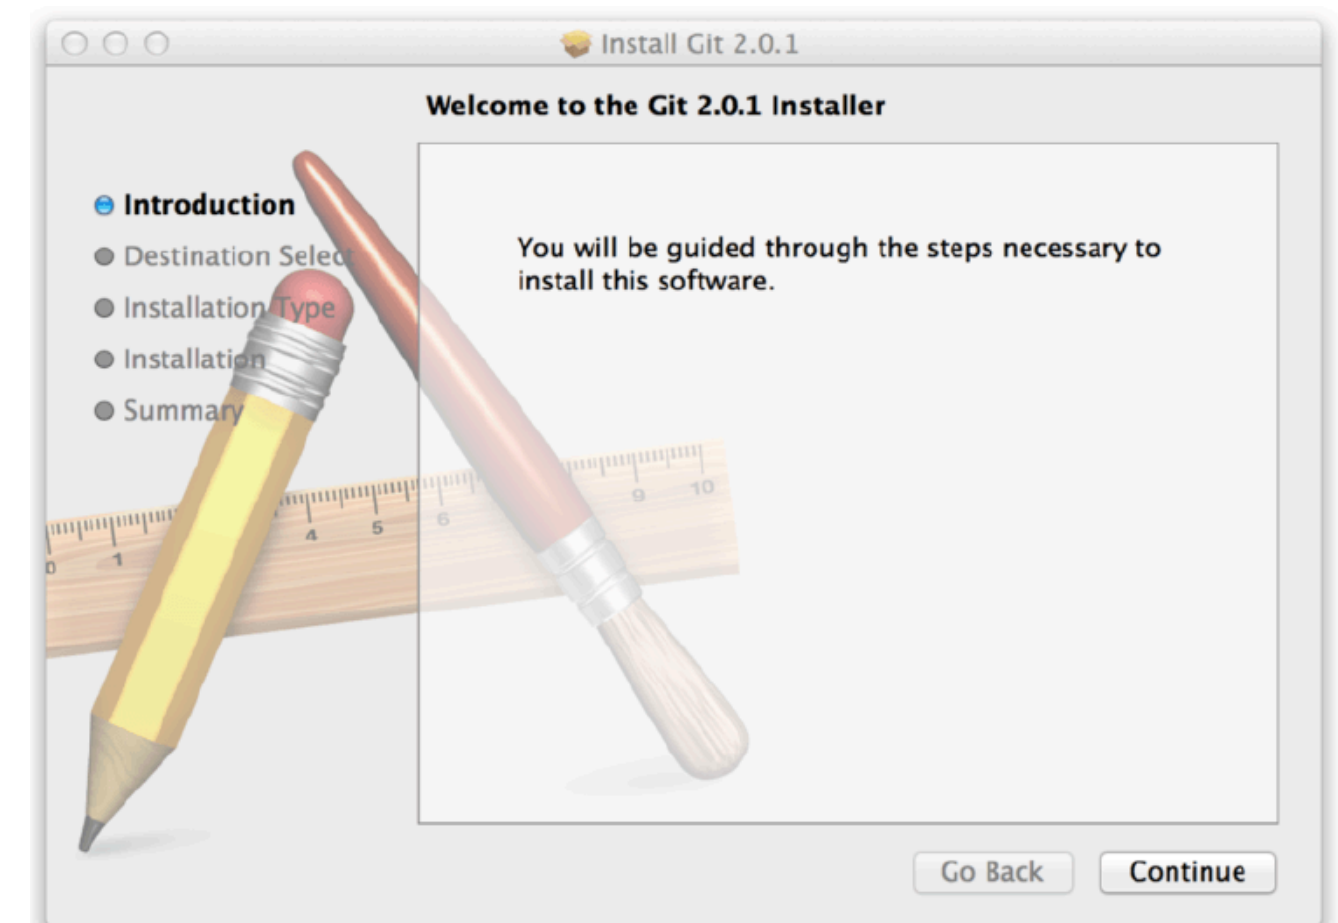 Install Git 2.0.1
Welcome to the Git 2.0.1 Installer
Introduction
Destination Select
Installation Type
Installation
Summary
You will be guided through the steps necessary to
install this software.
0 1 4 5 6 9 10
Go Back
Continue